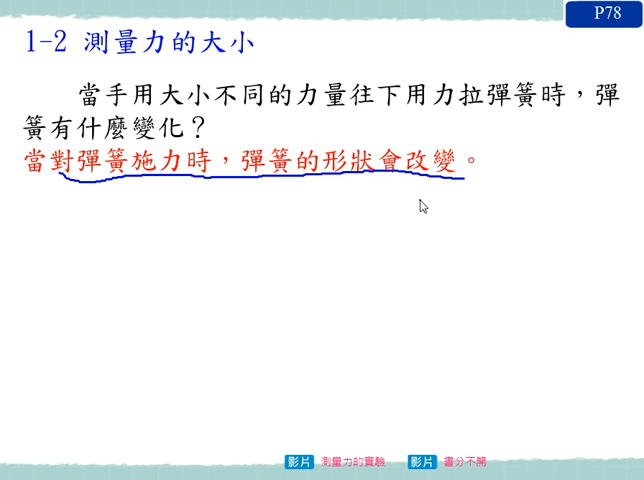 P78
1-2 測量力的大小
當手用大小不同的力量往下用力拉彈簧時，彈
簧有什麼變化？
當對彈簧施力時，彈簧的形狀會改變。
影片 測量力的實驗 影片 書分不開